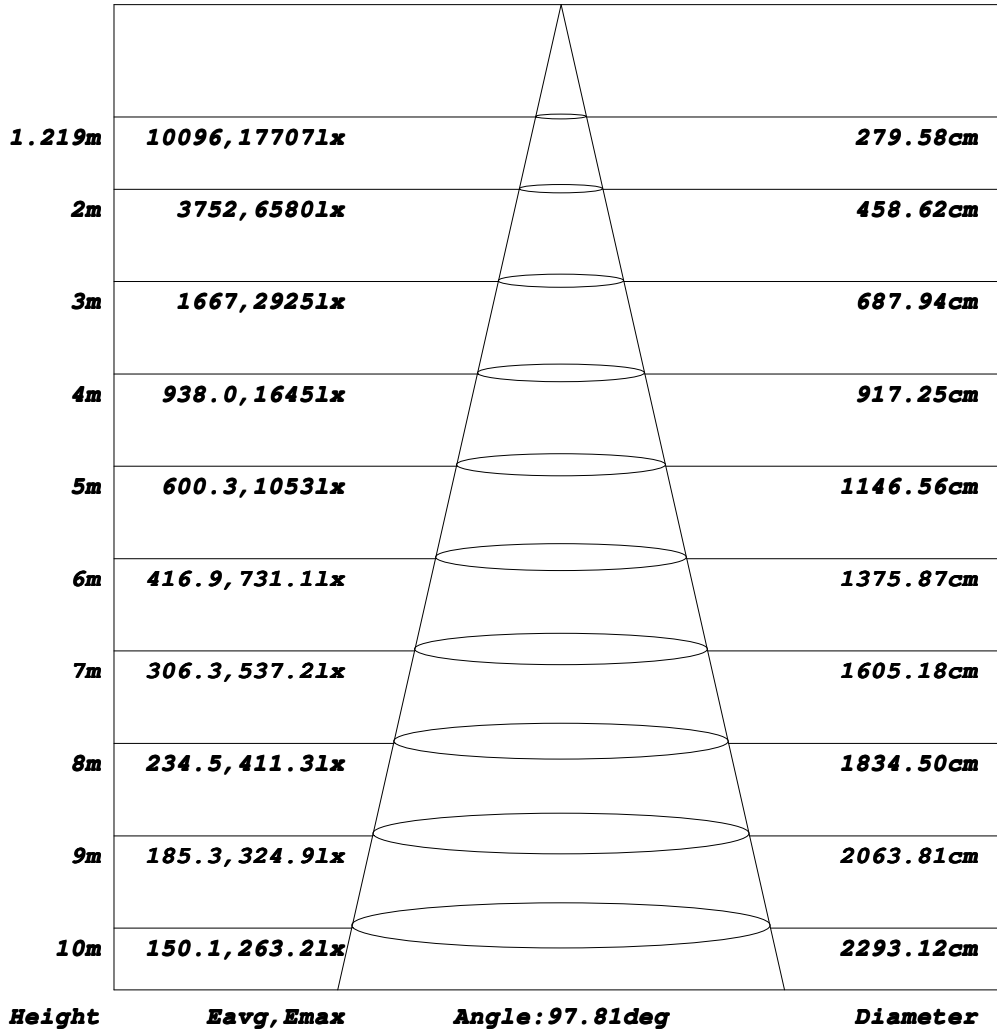 1.219m 10096,17707lx 279.58cm
2m 3752,6580lx 458.62cm
3m 1667,2925lx 687.94cm
4m 938.0,1645lx 917.25cm
5m 600.3,1053lx 1146.56cm
6m 416.9,731.1lx 1375.87cm
7m 306.3,537.2lx 1605.18cm
8m 234.5,411.3lx 1834.50cm
9m 185.3,324.9lx 2063.81cm
10m 150.1,263.2lx 2293.12cm
Height Eavg,Emax Angle:97.81deg Diameter